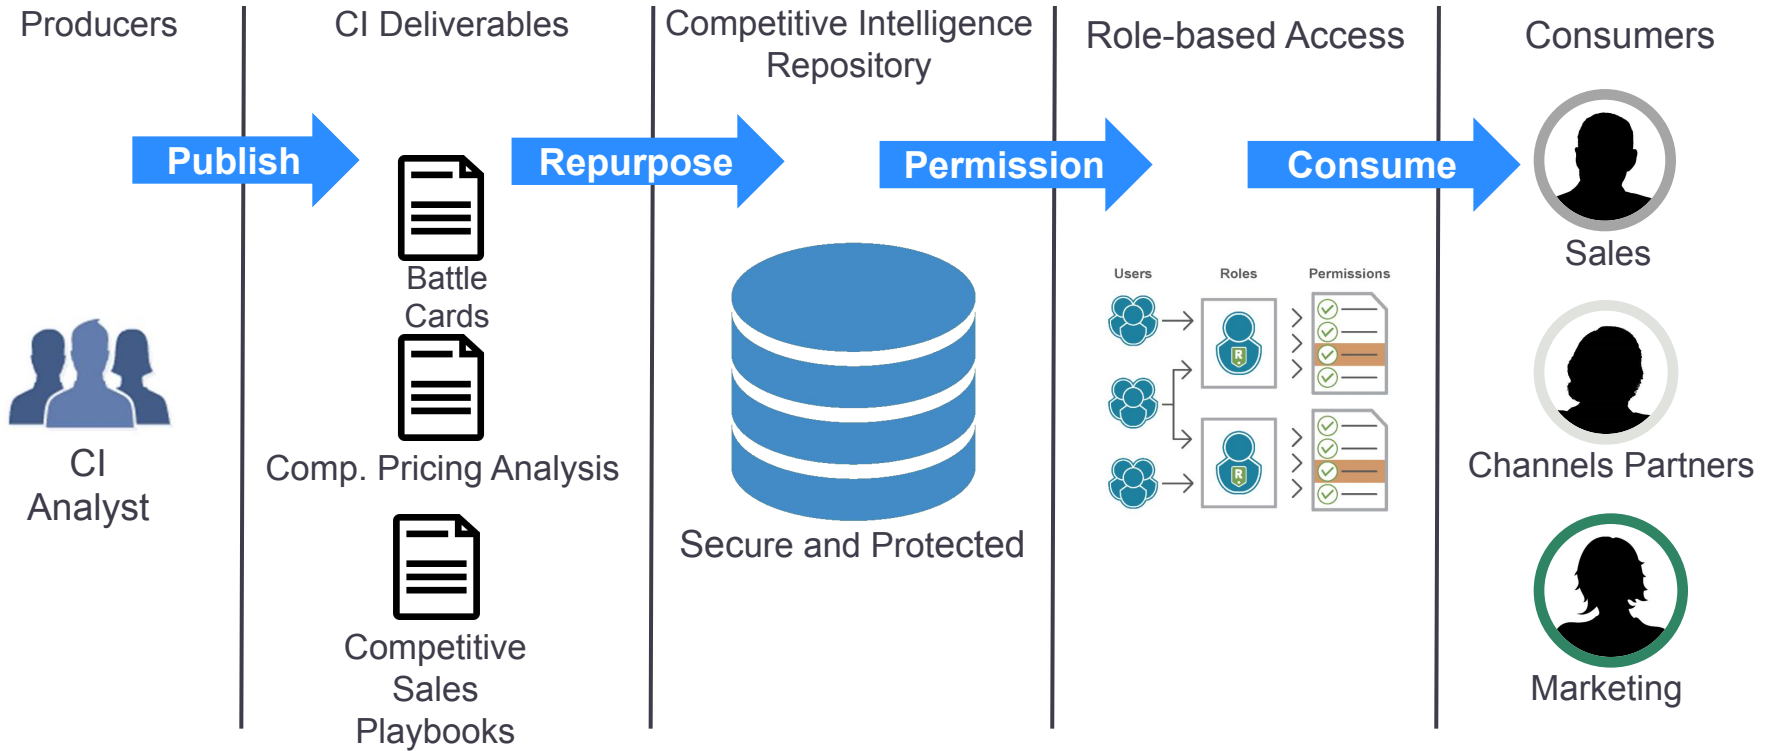 Producers
CI Deliverables
Competitive Intelligence
Repository
Role-based Access
Consumers
Publish
Repurpose
Permission
Consume
CI
Analyst
Battle
Cards
Comp. Pricing Analysis
Competitive
Sales
Playbooks
Secure and Protected
Users
Roles
Permissions
R
R
Sales
Channels Partners
Marketing